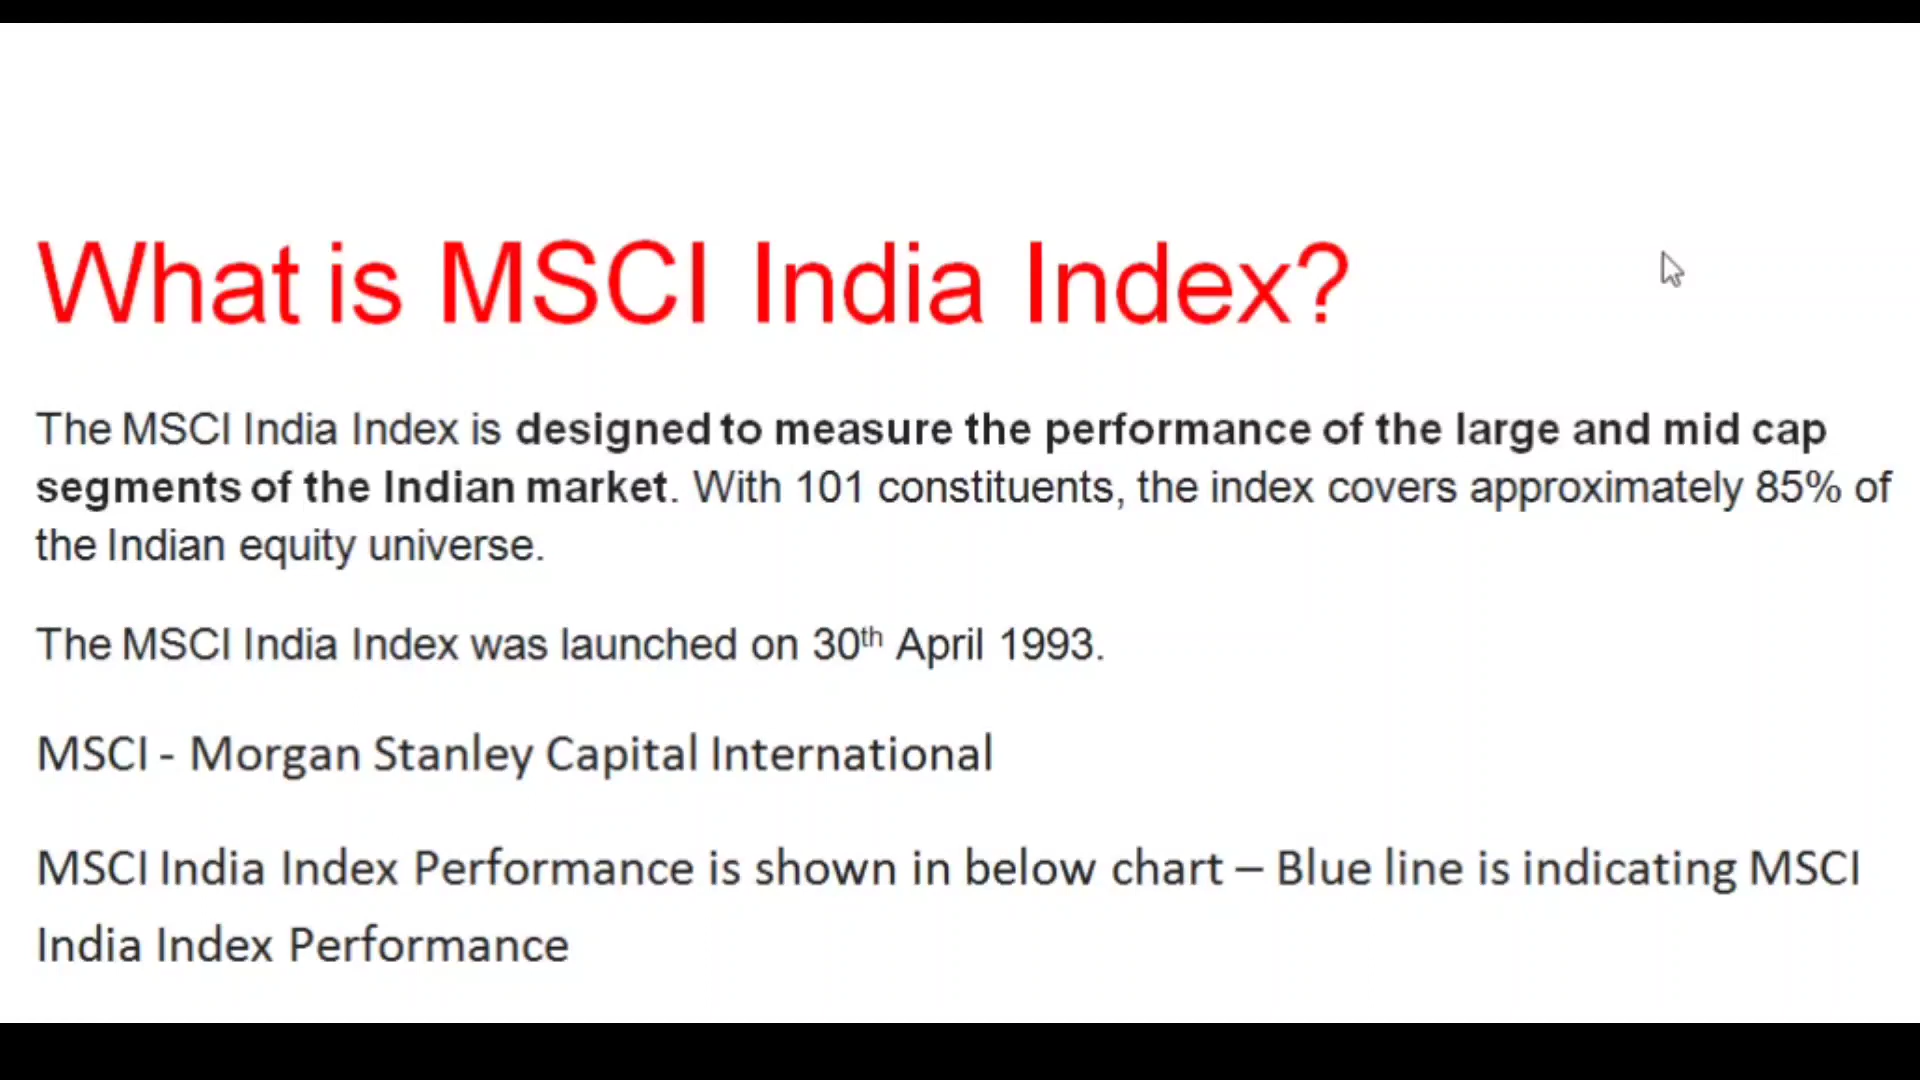 What is MSCI India Index?
The MSCI India Index is designed to measure the performance of the large and mid cap
segments of the Indian market. With 101 constituents, the index covers approximately 85% of
the Indian equity universe.
The MSCI India Index was launched on 30th April 1993.
MSCI - Morgan Stanley Capital International
MSCI India Index Performance is shown in below chart – Blue line is indicating MSCI
India Index Performance